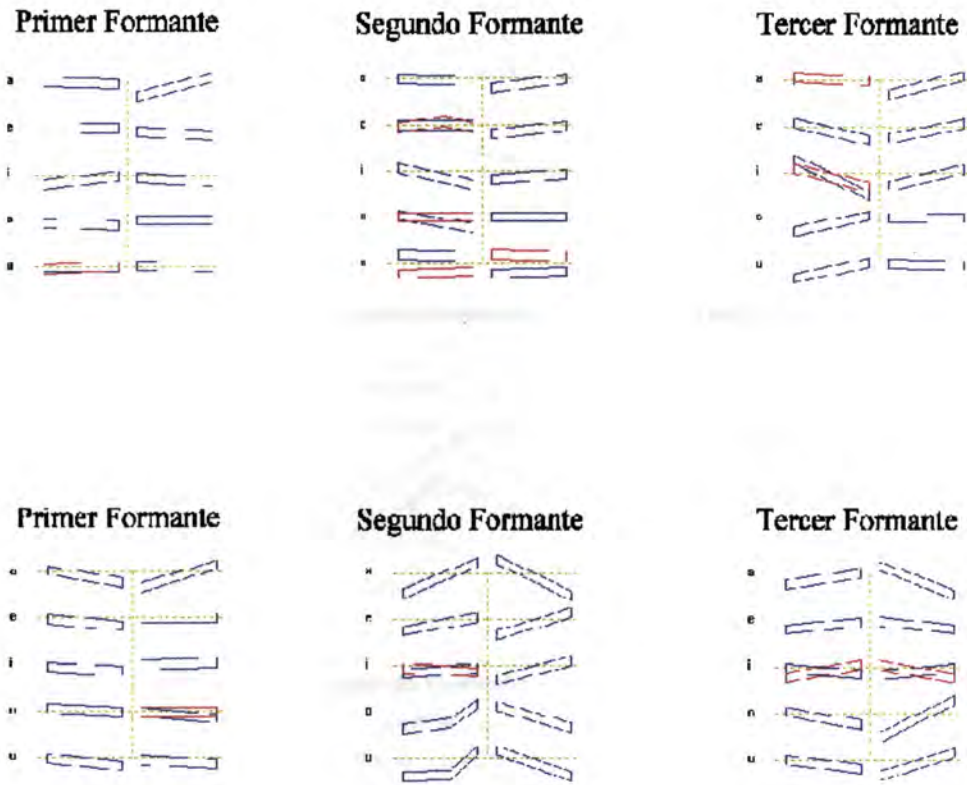 Primer Formante Segundo Formante Tercer Formante
a a
e e
i i i
o
u u
Primer Formante Segundo Formante Tercer Formante
a
e e e
i i i
o
u u u